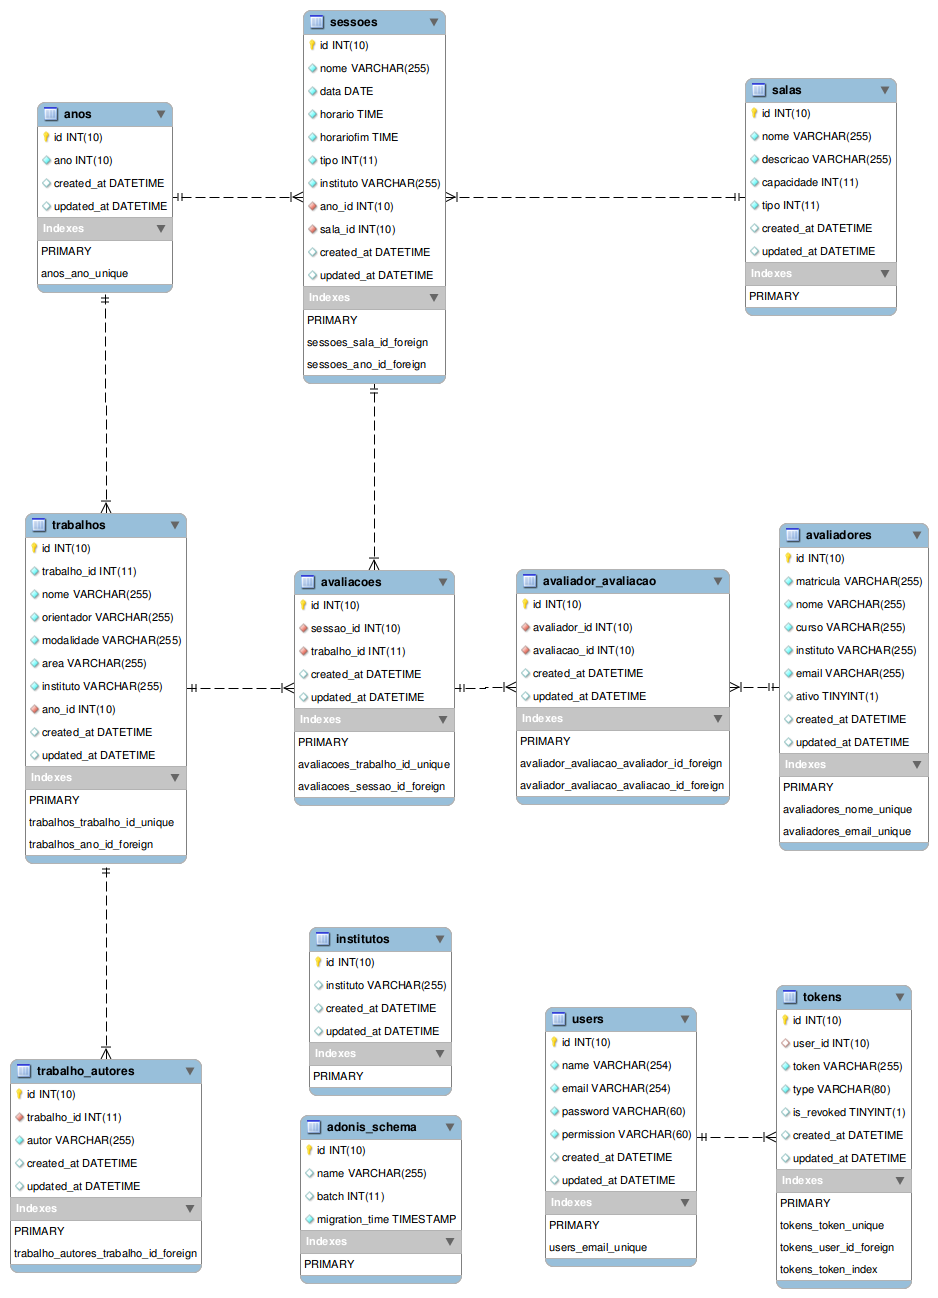 sessoes
id INT(10)
nome VARCHAR(255)
data DATE
horario TIME
horariofim TIME
tipo INT(11)
instituto VARCHAR(255)
ano_id INT(10)
sala_id INT(10)
created_at DATETIME
updated_at DATETIME
Indexes
PRIMARY
sessoes_sala_id_foreign
sessoes_ano_id_foreign
salas
id INT(10)
nome VARCHAR(255)
descricao VARCHAR(255)
capacidade INT(11)
tipo INT(11)
created_at DATETIME
updated_at DATETIME
Indexes
PRIMARY
anos
id INT(10)
ano INT(10)
created_at DATETIME
updated_at DATETIME
Indexes
PRIMARY
anos_ano_unique
trabalhos
id INT(10)
trabalho_id INT(11)
nome VARCHAR(255)
orientador VARCHAR(255)
modalidade VARCHAR(255)
area VARCHAR(255)
instituto VARCHAR(255)
ano_id INT(10)
created_at DATETIME
updated_at DATETIME
Indexes
PRIMARY
trabalhos_trabalho_id_unique
trabalhos_ano_id_foreign
avaliacoes
id INT(10)
sessao_id INT(10)
trabalho_id INT(11)
created_at DATETIME
updated_at DATETIME
Indexes
PRIMARY
avaliacoes_trabalho_id_unique
avaliacoes_sessao_id_foreign
avaliador_avaliacao
id INT(10)
avaliador_id INT(10)
avaliacao_id INT(10)
created_at DATETIME
updated_at DATETIME
Indexes
PRIMARY
avaliador_avaliacao_avaliador_id_foreign
avaliador_avaliacao_avaliacao_id_foreign
avaliadores
id INT(10)
matricula VARCHAR(255)
nome VARCHAR(255)
curso VARCHAR(255)
instituto VARCHAR(255)
email VARCHAR(255)
ativo TINYINT(1)
created_at DATETIME
updated_at DATETIME
Indexes
PRIMARY
avaliadores_nome_unique
avaliadores_email_unique
institutos
id INT(10)
instituto VARCHAR(255)
created_at DATETIME
updated_at DATETIME
Indexes
PRIMARY
users
id INT(10)
name VARCHAR(254)
email VARCHAR(254)
password VARCHAR(60)
permission VARCHAR(60)
created_at DATETIME
updated_at DATETIME
Indexes
PRIMARY
users_email_unique
tokens
id INT(10)
user_id INT(10)
token VARCHAR(255)
type VARCHAR(80)
is_revoked TINYINT(1)
created_at DATETIME
updated_at DATETIME
Indexes
PRIMARY
tokens_token_unique
tokens_user_id_foreign
tokens_token_index
trabalho_autores
id INT(10)
trabalho_id INT(11)
autor VARCHAR(255)
created_at DATETIME
updated_at DATETIME
Indexes
PRIMARY
trabalho_autores_trabalho_id_foreign
adonis_schema
id INT(10)
name VARCHAR(255)
batch INT(11)
migration_time TIMESTAMP
Indexes
PRIMARY